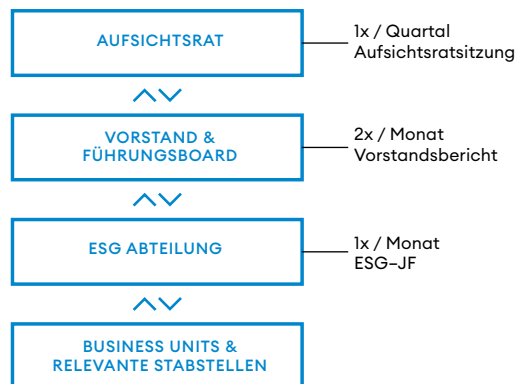 AUFSICHTSRAT
1x / Quartal
Aufsichtsratsitzung
VORSTAND &
FÜHRUNGSBOARD
2x / Monat
Vorstandsbericht
ESG ABTEILUNG
1x / Monat
ESG–JF
BUSINESS UNITS &
RELEVANTE STABSTELLEN